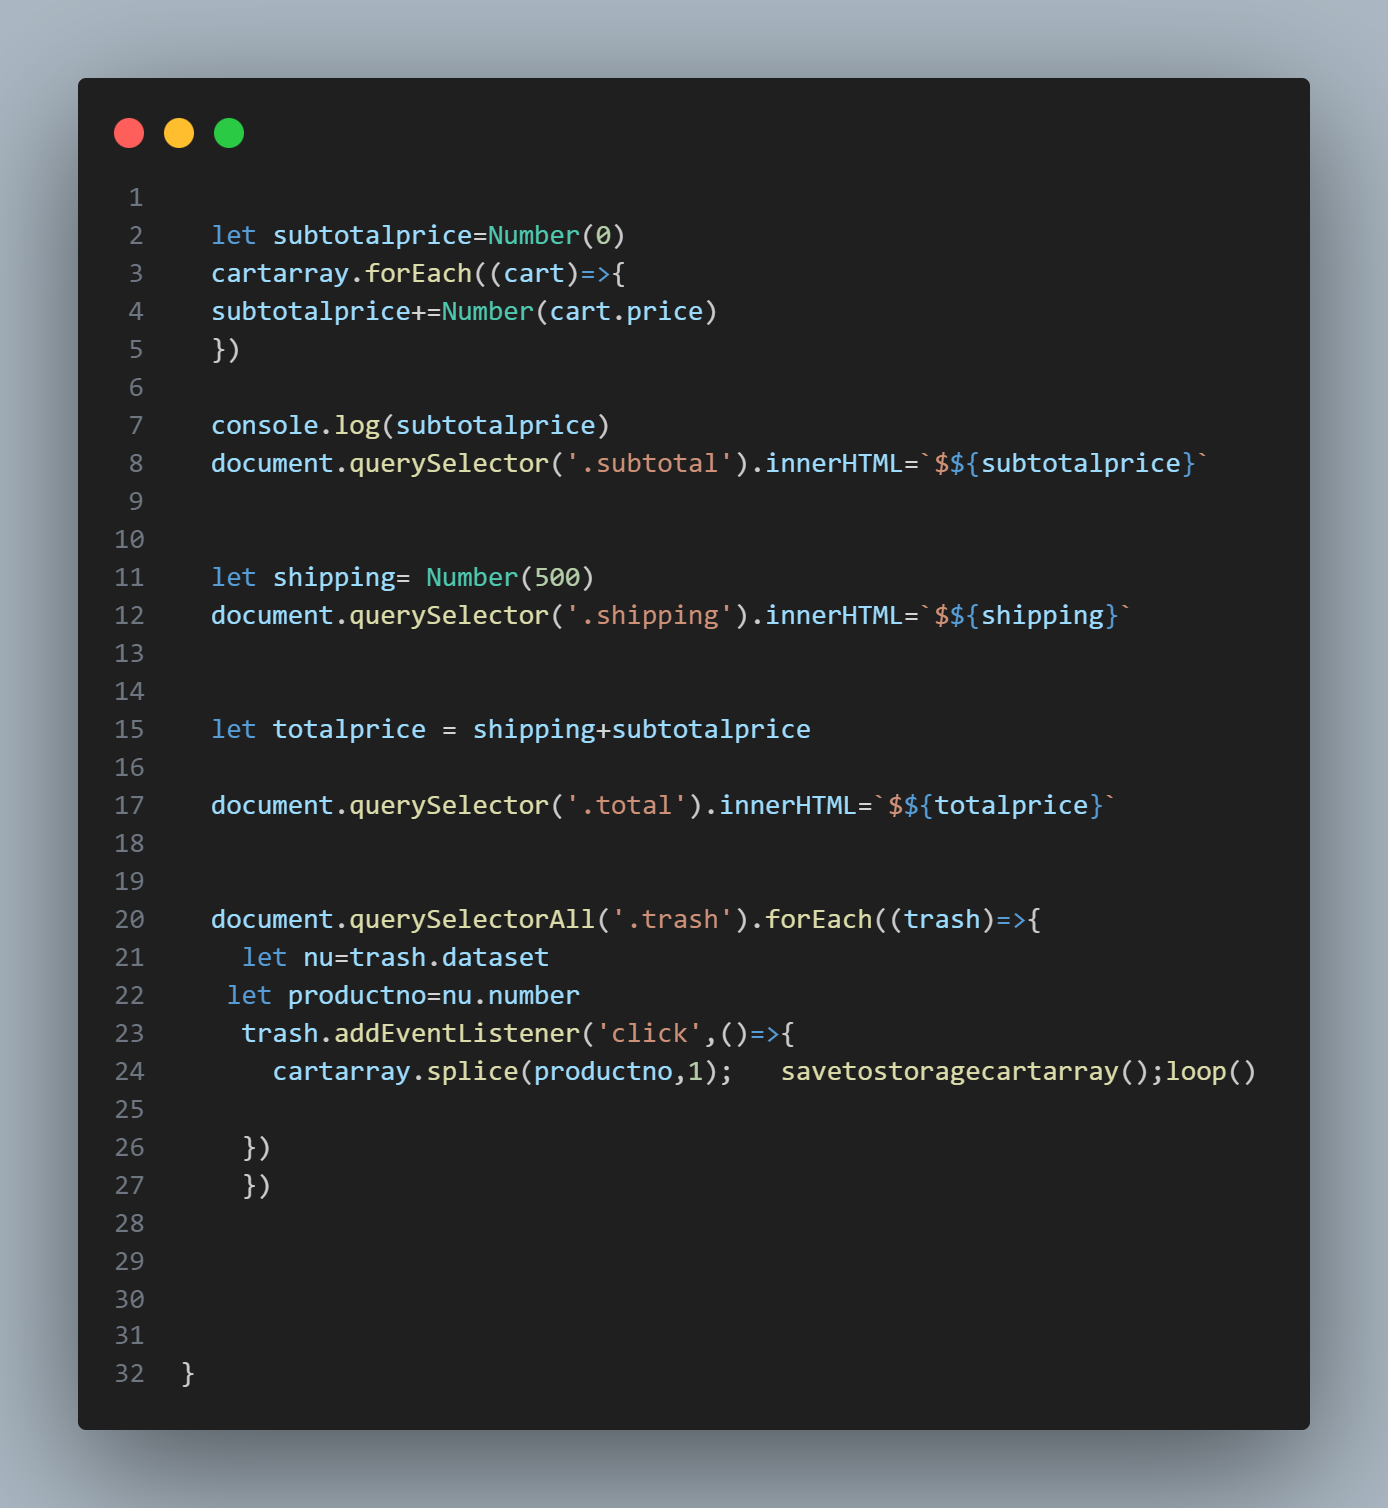 1
2 let subtotalprice=Number(0)
3 cartarray.forEach((cart)=>{
4 subtotalprice+=Number(cart.price)
5 })
6
7 console.log(subtotalprice)
8 document.querySelector('.subtotal').innerHTML=`$${subtotalprice}`
9
10
11 let shipping= Number(500)
12 document.querySelector('.shipping').innerHTML=`$${shipping}`
13
14
15 let totalprice = shipping+subtotalprice
16
17 document.querySelector('.total').innerHTML=`$${totalprice}`
18
19
20 document.querySelectorAll('.trash').forEach((trash)=>{
21 let nu=trash.dataset
22 let productno=nu.number
23 trash.addEventListener('click',()=>{
24 cartarray.splice(productno,1);   savetostoragecartarray();loop()
25
26 })
27 })
28
29
30
31
32 }